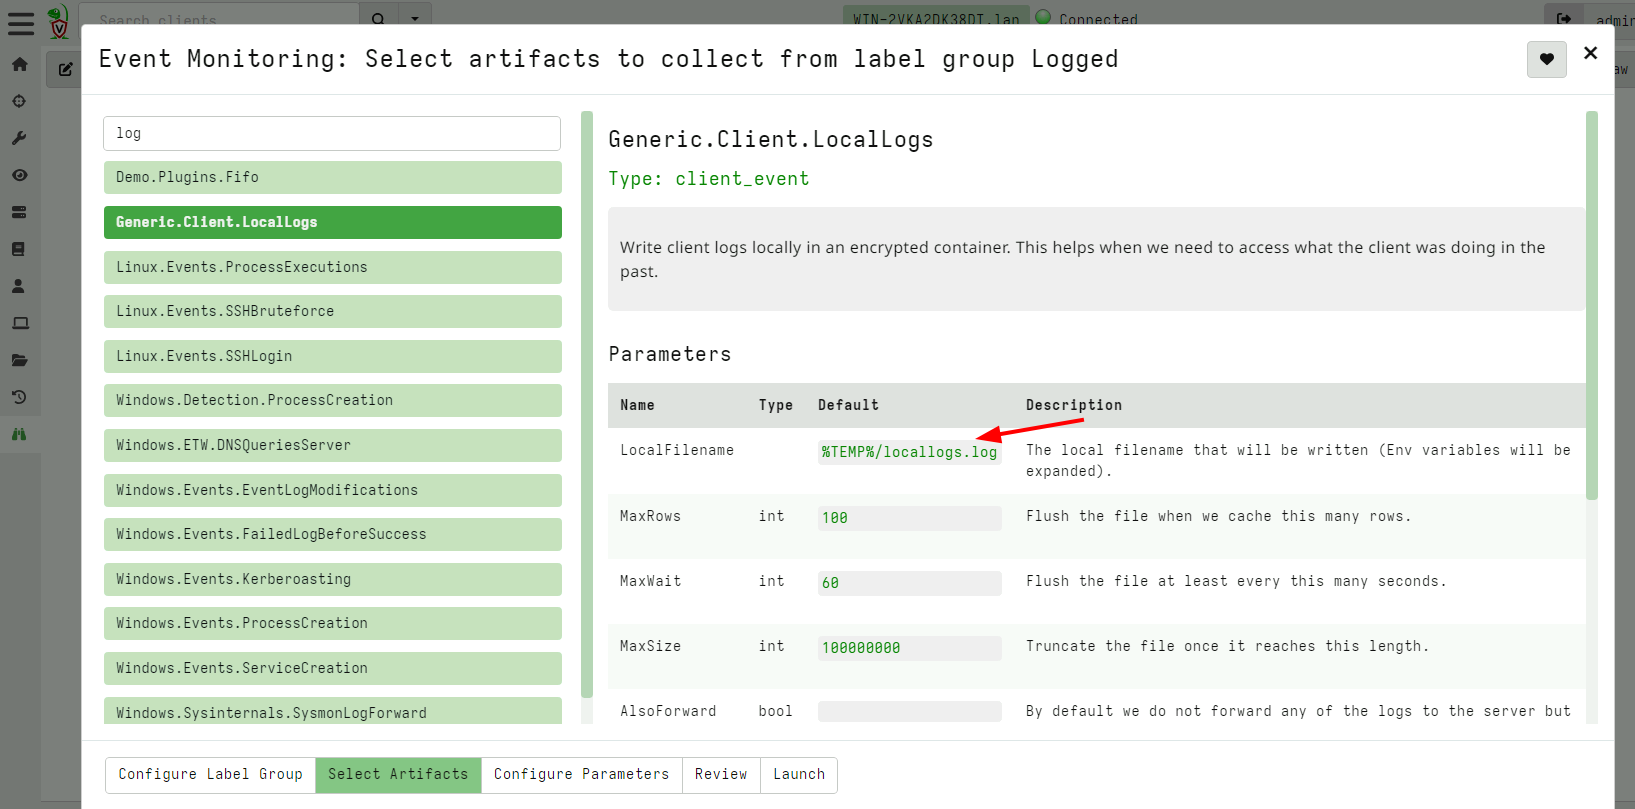 Search clients
WIN-2VKA2DK38DT.lan
Connected
Event Monitoring: Select artifacts to collect from label group Logged
log
Demo.Plugins.Fifo
Generic.Client.LocalLogs
Linux.Events.ProcessExecutions
Linux.Events.SSHBruteforce
Linux.Events.SSHLogin
Windows.Detection.ProcessCreation
Windows.ETW.DNSQueriesServer
Windows.Events.EventLogModifications
Windows.Events.FailedLogBeforeSuccess
Windows.Events.Kerberoasting
Windows.Events.ProcessCreation
Windows.Events.ServiceCreation
Windows.Sysinternals.SysmonLogForward
Generic.Client.LocalLogs
Type: client_event
Write client logs locally in an encrypted container. This helps when we need to access what the client was doing in the
past.
Parameters
Name Type Default Description
LocalFilename %TEMP%/locallogs.log The local filename that will be written (Env variables will be
expanded).
MaxRows int 100 Flush the file when we cache this many rows.
MaxWait int 60 Flush the file at least every this many seconds.
MaxSize int 100000000 Truncate the file once it reaches this length.
AlsoForward bool By default we do not forward any of the logs to the server but
Configure Label Group Select Artifacts Configure Parameters Review Launch